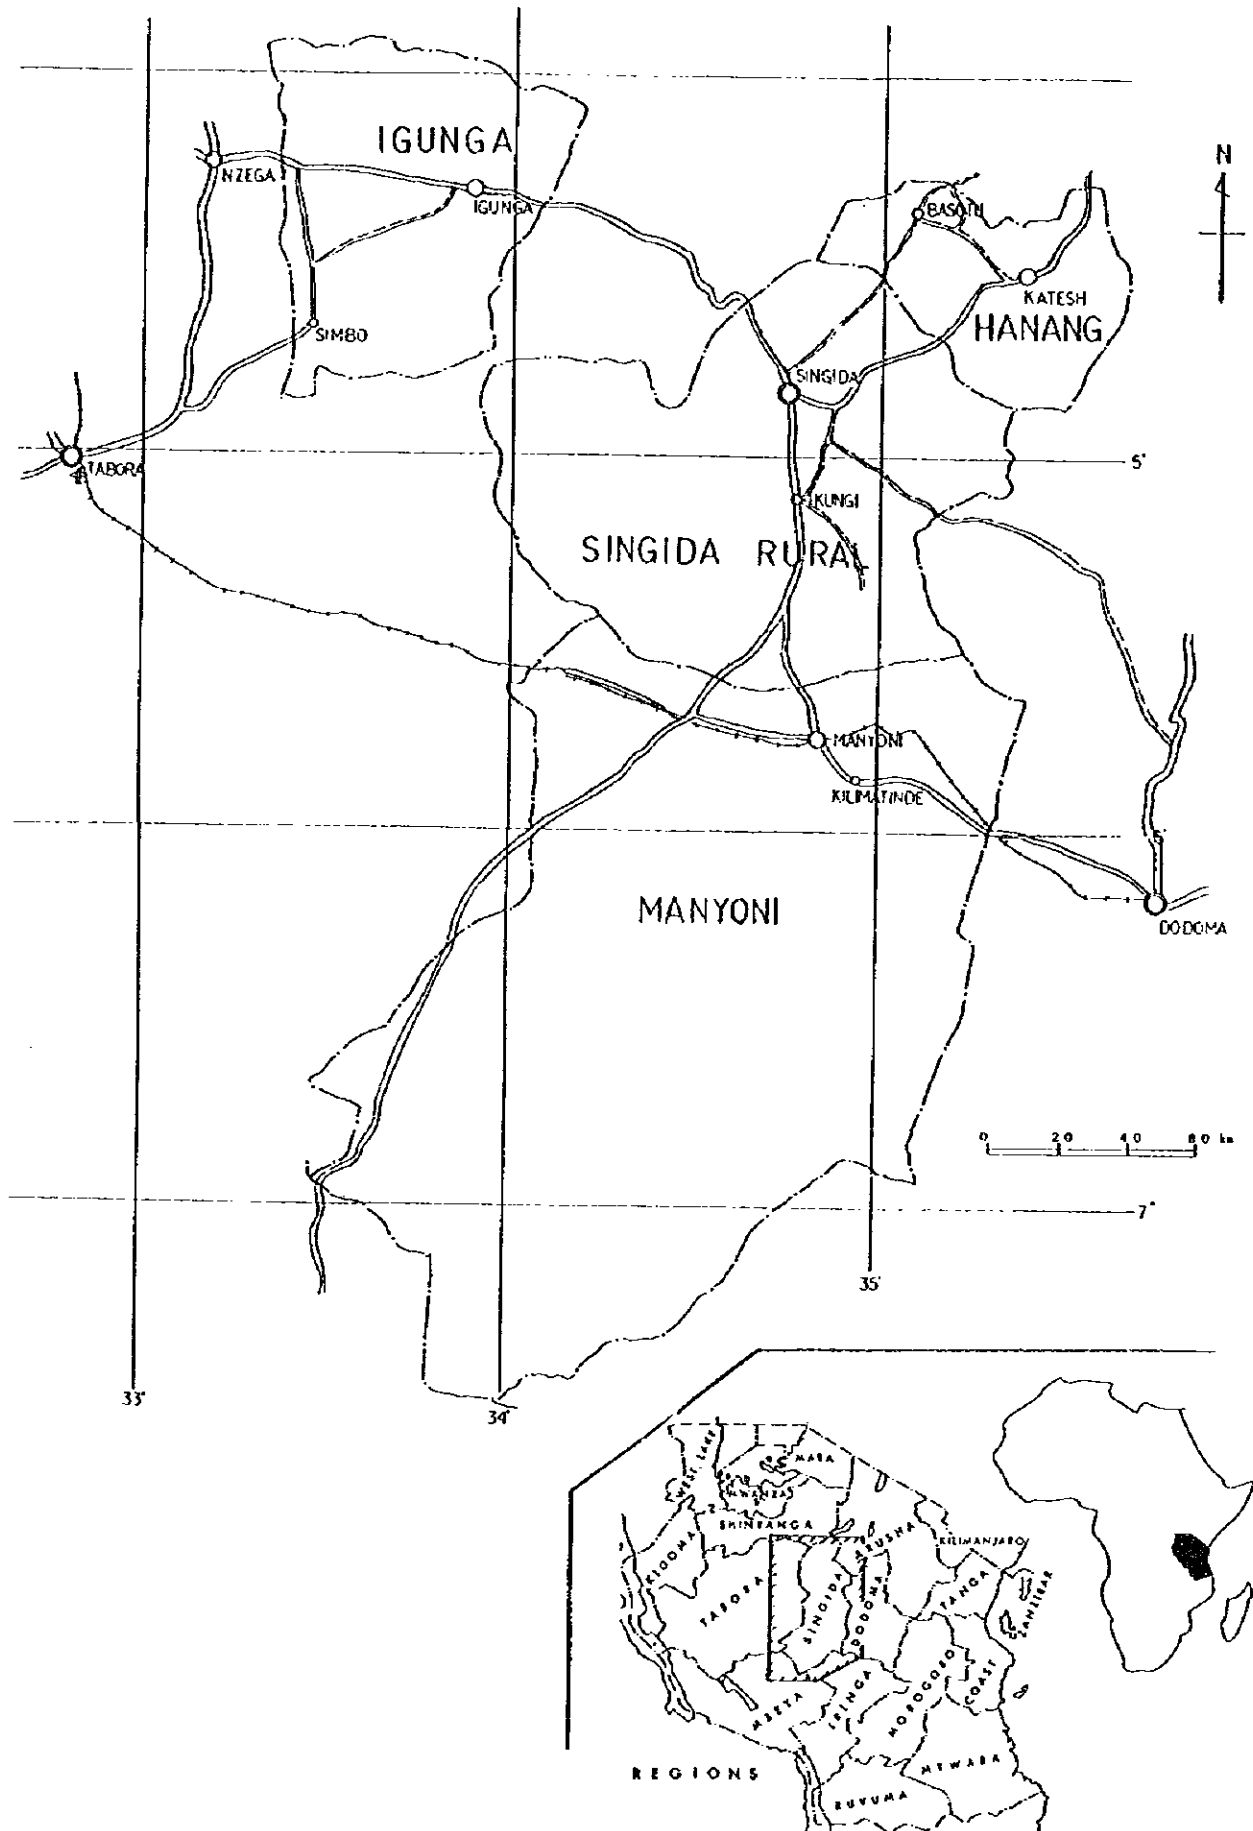 IGUNGA
N
NZEGA
IGUNGA
BASOTU
KATESH
HANANG
SIMBO
SINGIDA
TABORA
5°
IKUNGI
SINGIDA RURAL
MANYONI
KILIMATINDE
MANYONI
DODOMA
0 20 40 60 km
7°
35°
33°
34°
WEST LAKE
MARA
MWANZA
SHINYANGA
ARUSHA
KILIMANJARO
KIGOMA
TABORA
SINGIDA
DODOMA
TANGA
ZANZIBAR
MBEYA
IRINGA
MOROGORO
COAST
REGIONS
MTWARA
RUVUMA